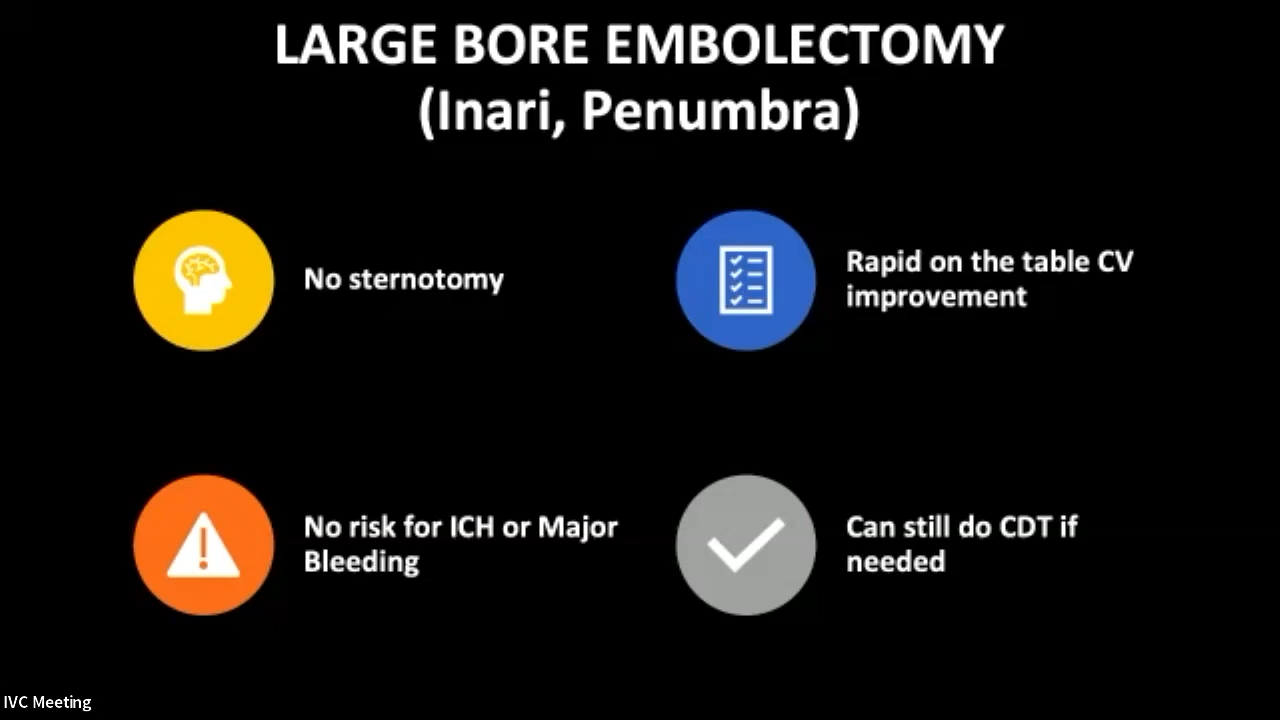 LARGE BORE EMBOLECTOMY
(Inari, Penumbra)
No sternotomy
Rapid on the table CV
improvement
No risk for ICH or Major
Bleeding
Can still do CDT if
needed
IVC Meeting